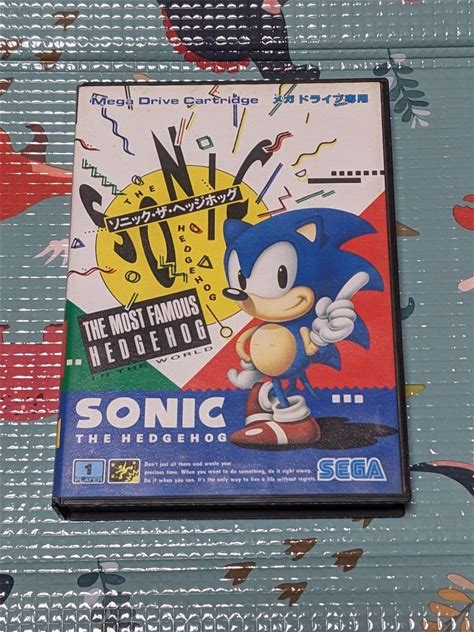 Mega Drive Cartridge メガドライブ専用
THE
SONIC
ソニック・ザ・ヘッジホッグ
HEDGEHOG
THE MOST FAMOUS
HEDGEHOG
IN THE WORLD
SONIC
THE HEDGEHOG
1
PLAYER
Don't just sit there and waste your
precious time. When you want to do something, do it right away.
Do it when you can. It's the only way to live a life without regrets.
SEGA